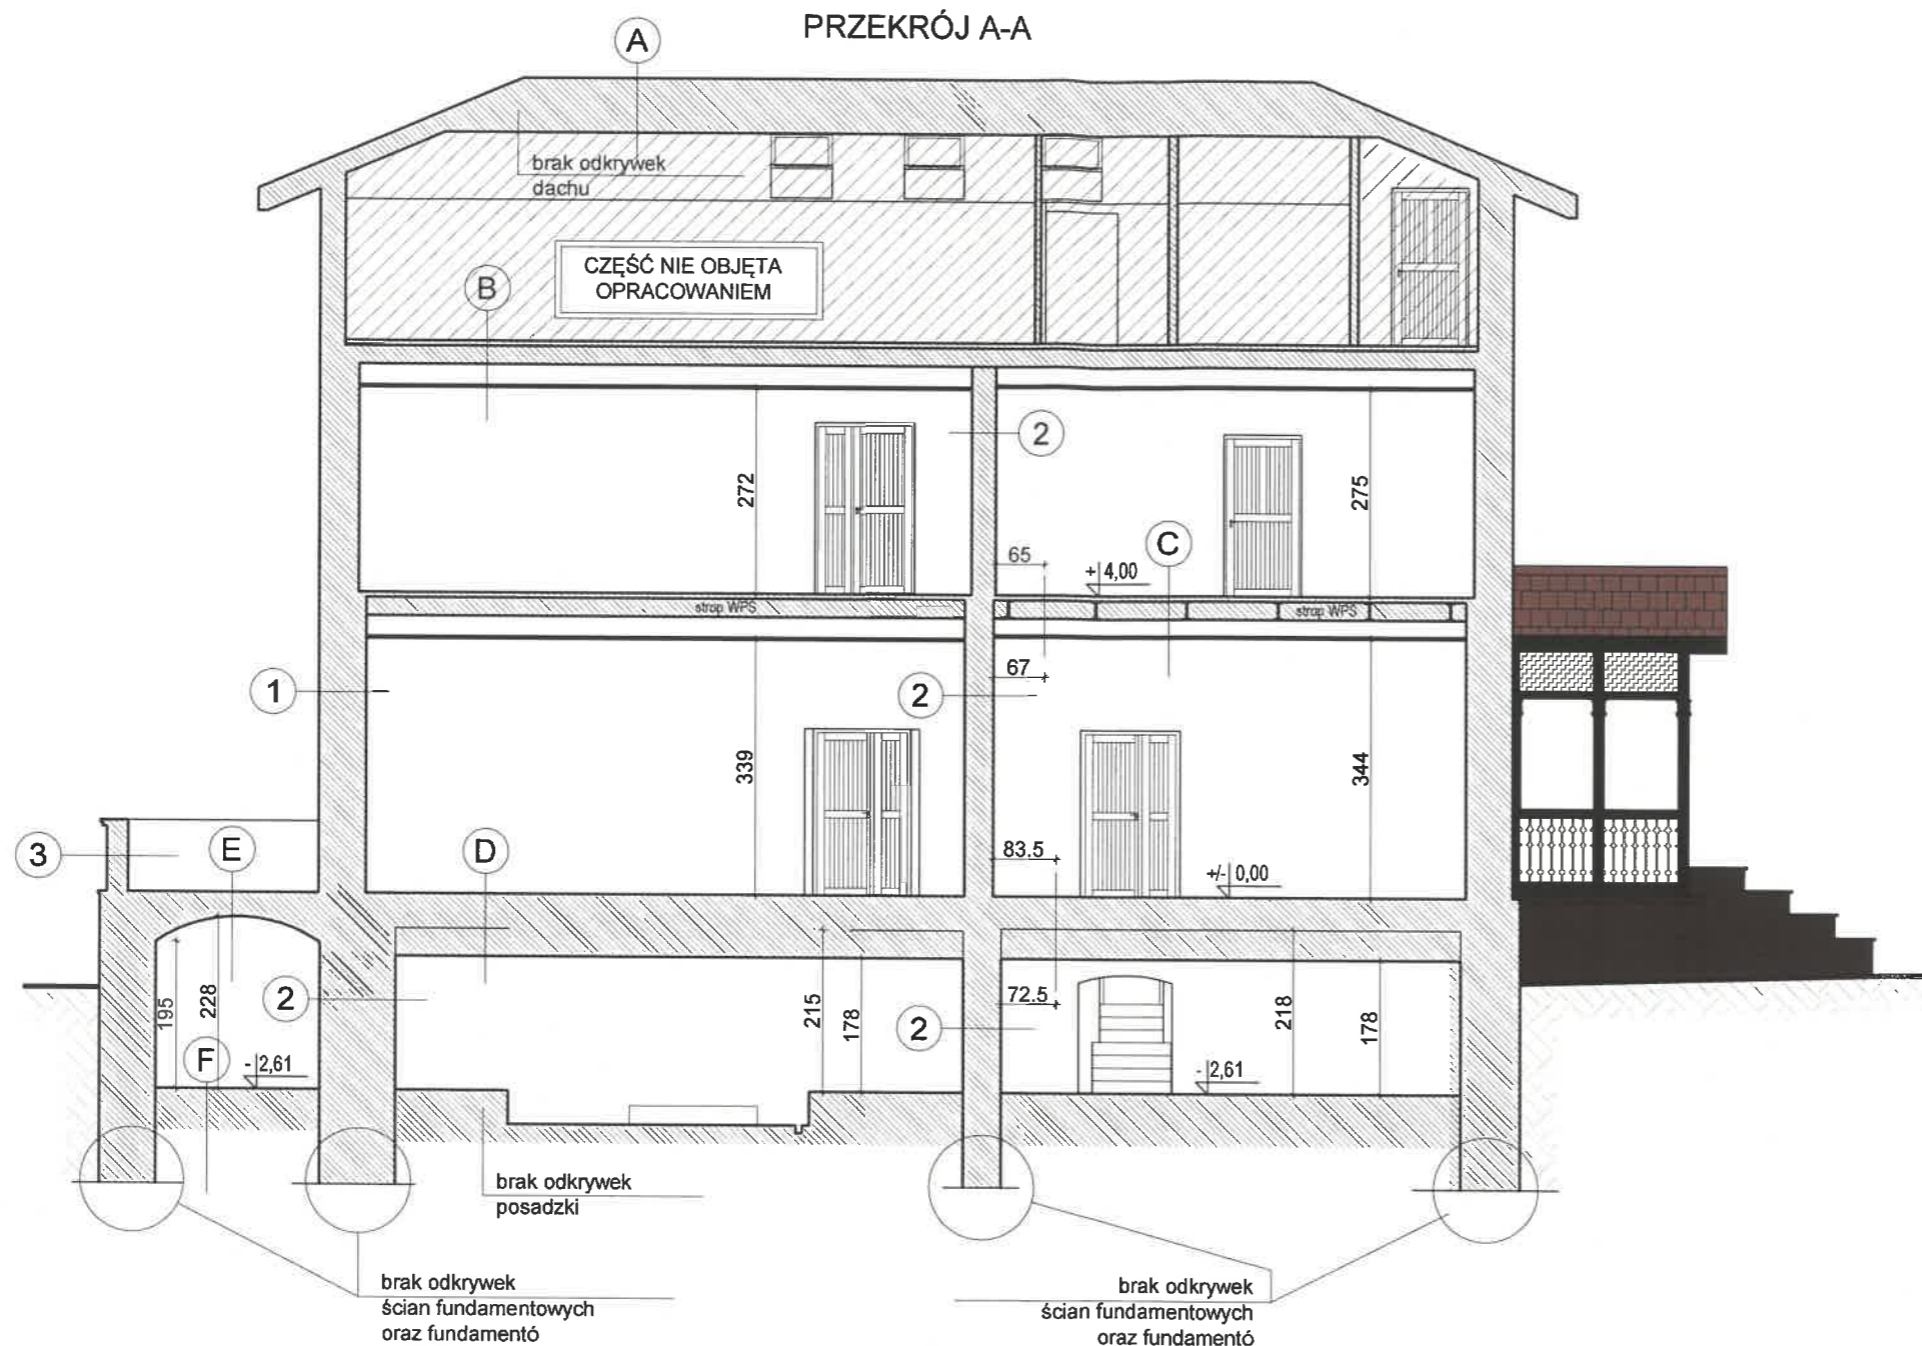 PRZEKRÓJ A-A
A
brak odkrywek
dachu
CZĘŚĆ NIE OBJĘTA
OPRACOWANIEM
B
2
272
275
C
65
+ 4,00
strop WPS
strop WPS
67
1
2
339
344
3
E
D
83.5
+/- 0,00
195
228
2
215
178
72.5
2
218
178
F
- 2,61
- 2,61
brak odkrywek
posadzki
brak odkrywek
ścian fundamentowych
oraz fundamentó
brak odkrywek
ścian fundamentowych
oraz fundamentó